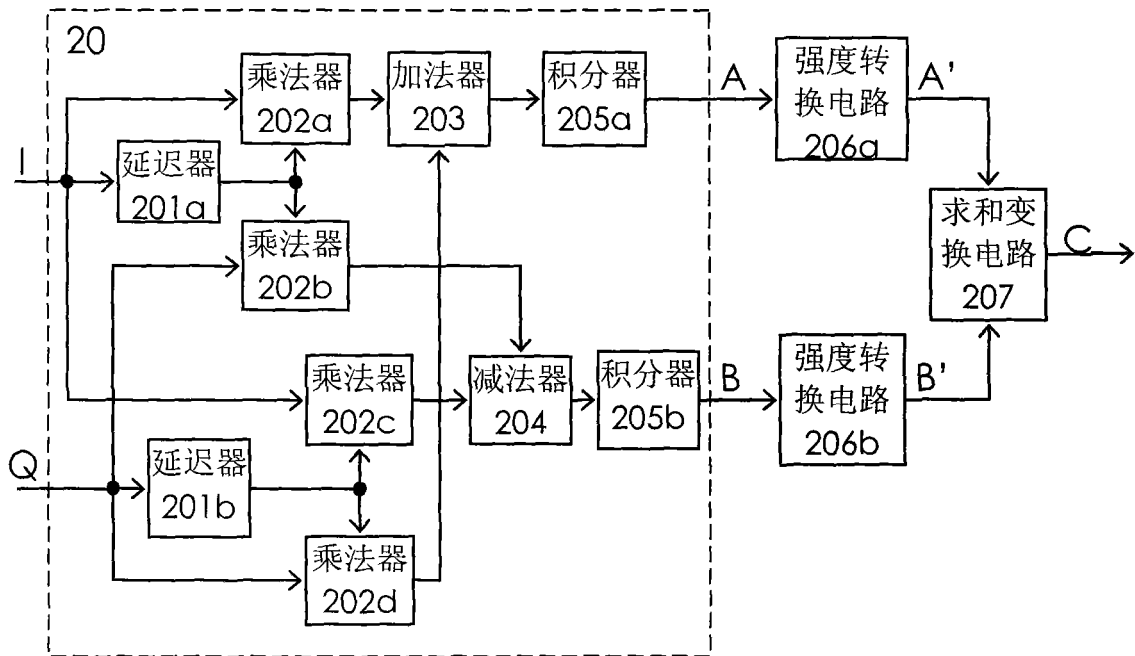 20
乘法器
202a
加法器
203
积分器
205a
A
强度转
换电路
206a
A'
I
延迟器
201a
乘法器
202b
求和变
换电路
207
C
乘法器
202c
减法器
204
积分器
205b
B
强度转
换电路
206b
B'
Q
延迟器
201b
乘法器
202d